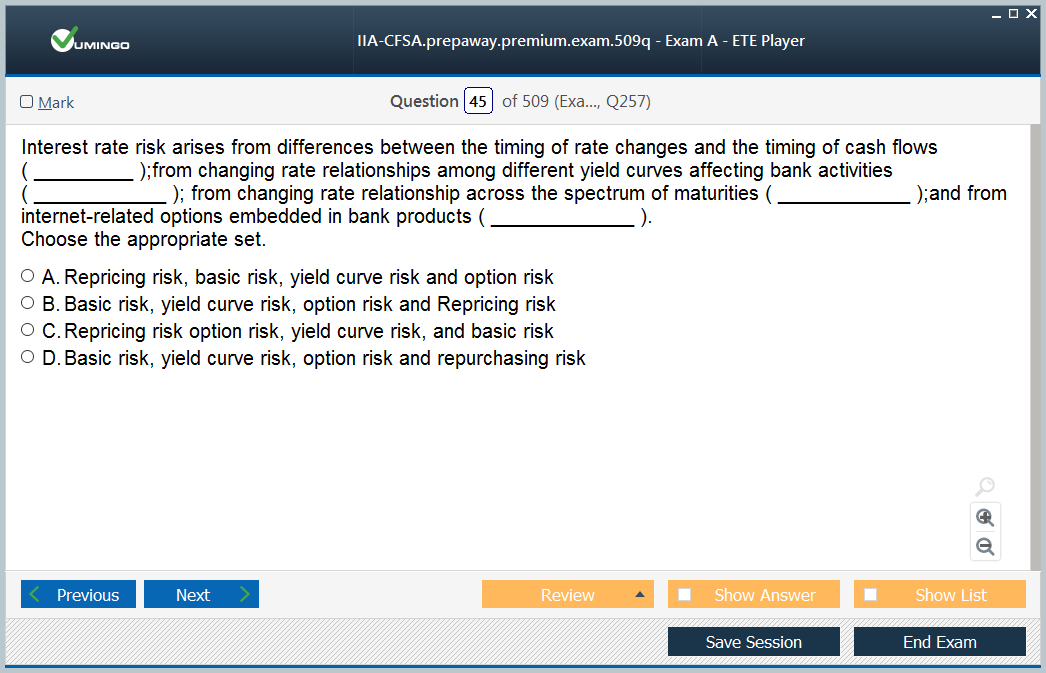 IIA-CFSA.prepaway.premium.exam.509q - Exam A - ETE Player
VUMINGO
Mark
Question 45 of 509 (Exa..., Q257)
Interest rate risk arises from differences between the timing of rate changes and the timing of cash flows
( _________ );from changing rate relationships among different yield curves affecting bank activities
( ____________ ); from changing rate relationship across the spectrum of maturities ( ____________ );and from
internet-related options embedded in bank products ( _____________ ).
Choose the appropriate set.
A. Repricing risk, basic risk, yield curve risk and option risk
B. Basic risk, yield curve risk, option risk and Repricing risk
C. Repricing risk option risk, yield curve risk, and basic risk
D. Basic risk, yield curve risk, option risk and repurchasing risk
Previous
Next
Review
Show Answer
Show List
Save Session
End Exam